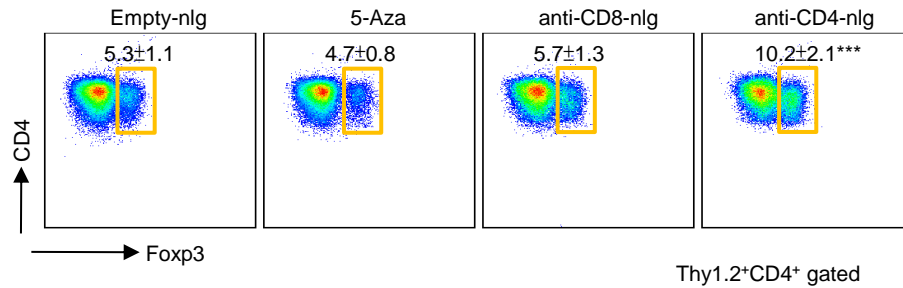 Empty-nlg 5-Aza anti-CD8-nlg anti-CD4-nlg
5.3±1.1 4.7±0.8 5.7±1.3 10.2±2.1***
CD4
Foxp3
Thy1.2⁺CD4⁺ gated